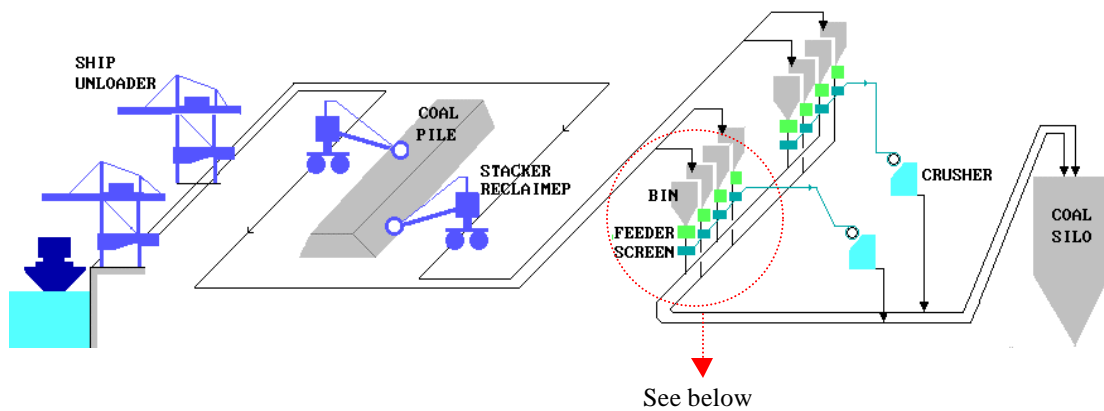 SHIP
UNLOADER
COAL
PILE
STACKER
RECLAIMEP
BIN
FEEDER
SCREEN
CRUSHER
COAL
SILO
See below